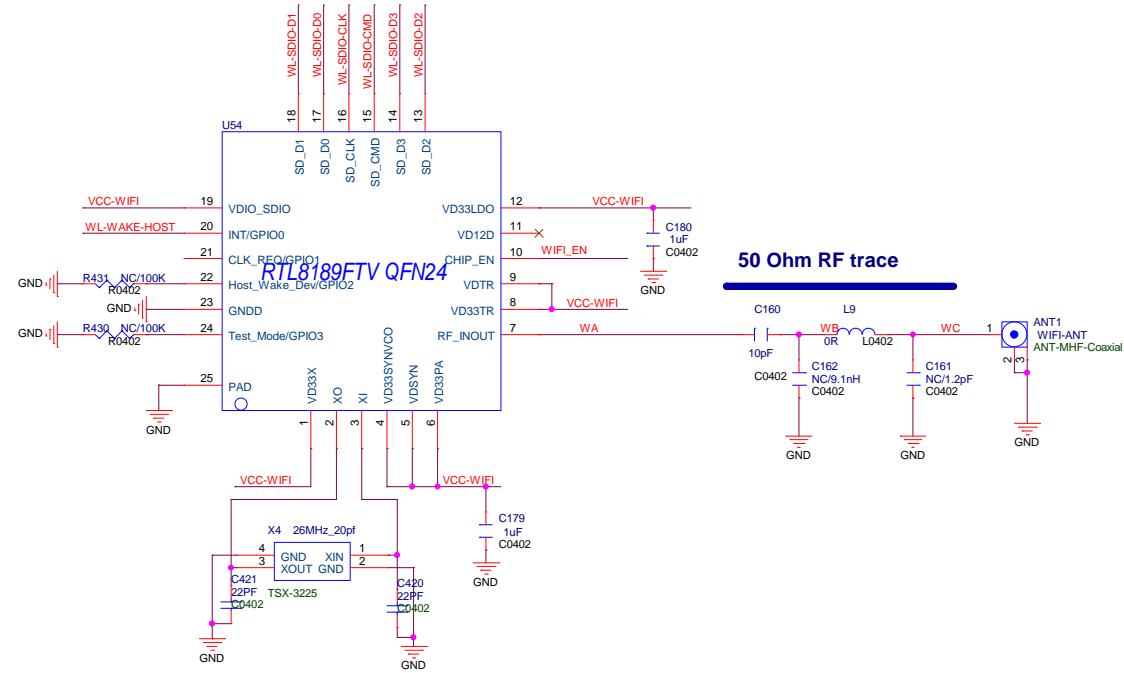 WL-SDIO-D1
WL-SDIO-D0
WL-SDIO-CLK
WL-SDIO-CMD
WL-SDIO-D3
WL-SDIO-D2
18
17
16
15
14
13
U54
SD_D1
SD_D0
SD_CLK
SD_CMD
SD_D3
SD_D2
VCC-WIFI
19
VDIO_SDIO
WL-WAKE-HOST
20
INT/GPIO0
21
CLK_REQ/GPIO1
GND
R431
NC/100K
R0402
22
Host_Wake_Dev/GPIO2
GND
23
GNDD
GND
R430
NC/100K
R0402
24
Test_Mode/GPIO3
25
PAD
GND
RTL8189FTV QFN24
VD33LDO
12
VCC-WIFI
VD12D
11
CHIP_EN
10
WIFI_EN
VDTR
9
VD33TR
8
VCC-WIFI
RF_INOUT
7
WA
C180
1uF
C0402
GND
50 Ohm RF trace
C160
10pF
C0402
WB
L9
0R
L0402
WC
C162
NC/9.1nH
C0402
GND
C161
NC/1.2pF
C0402
GND
1
ANT1
WIFI-ANT
ANT-MHF-Coaxial
2
3
GND
VD33X
XO
XI
VD33SYNVCO
VDSYN
VD33PA
1
2
3
4
5
6
VCC-WIFI
VCC-WIFI
C179
1uF
C0402
GND
X4
26MHz_20pf
4
GND
XIN
1
3
XOUT
GND
2
TSX-3225
C421
22PF
C0402
GND
C420
22PF
C0402
GND